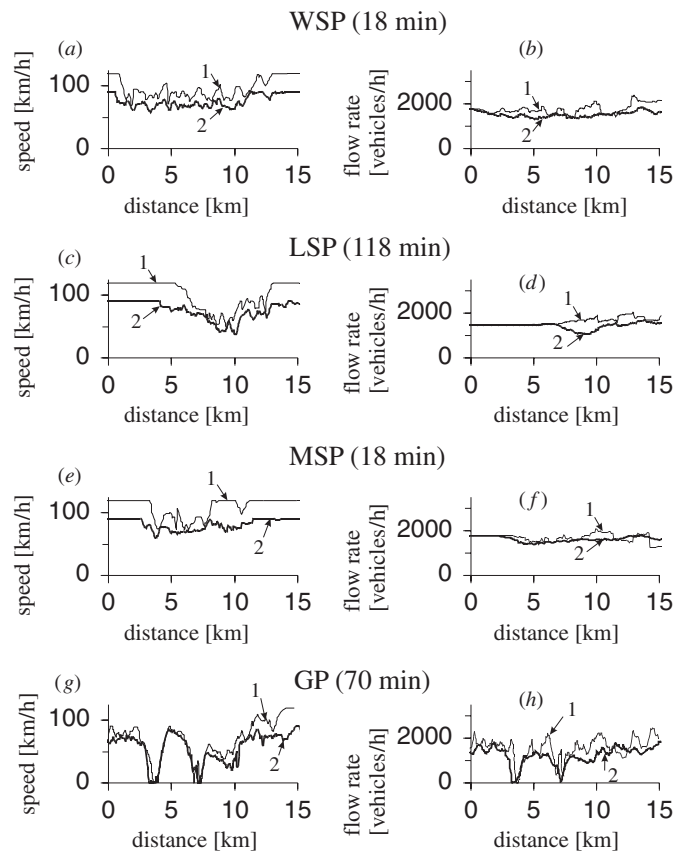 WSP (18 min)
(a)
(b)
speed [km/h]
100
0
1
2
0 5 10 15
distance [km]
flow rate
[vehicles/h]
2000
0
1
2
0 5 10 15
distance [km]
LSP (118 min)
(c)
(d)
speed [km/h]
100
0
1
2
0 5 10 15
distance [km]
flow rate
[vehicles/h]
2000
0
1
2
0 5 10 15
distance [km]
MSP (18 min)
(e)
(f)
speed [km/h]
100
0
1
2
0 5 10 15
distance [km]
flow rate
[vehicles/h]
2000
0
1
2
0 5 10 15
distance [km]
GP (70 min)
(g)
(h)
speed [km/h]
100
0
1
2
0 5 10 15
distance [km]
flow rate
[vehicles/h]
2000
0
1
2
0 5 10 15
distance [km]